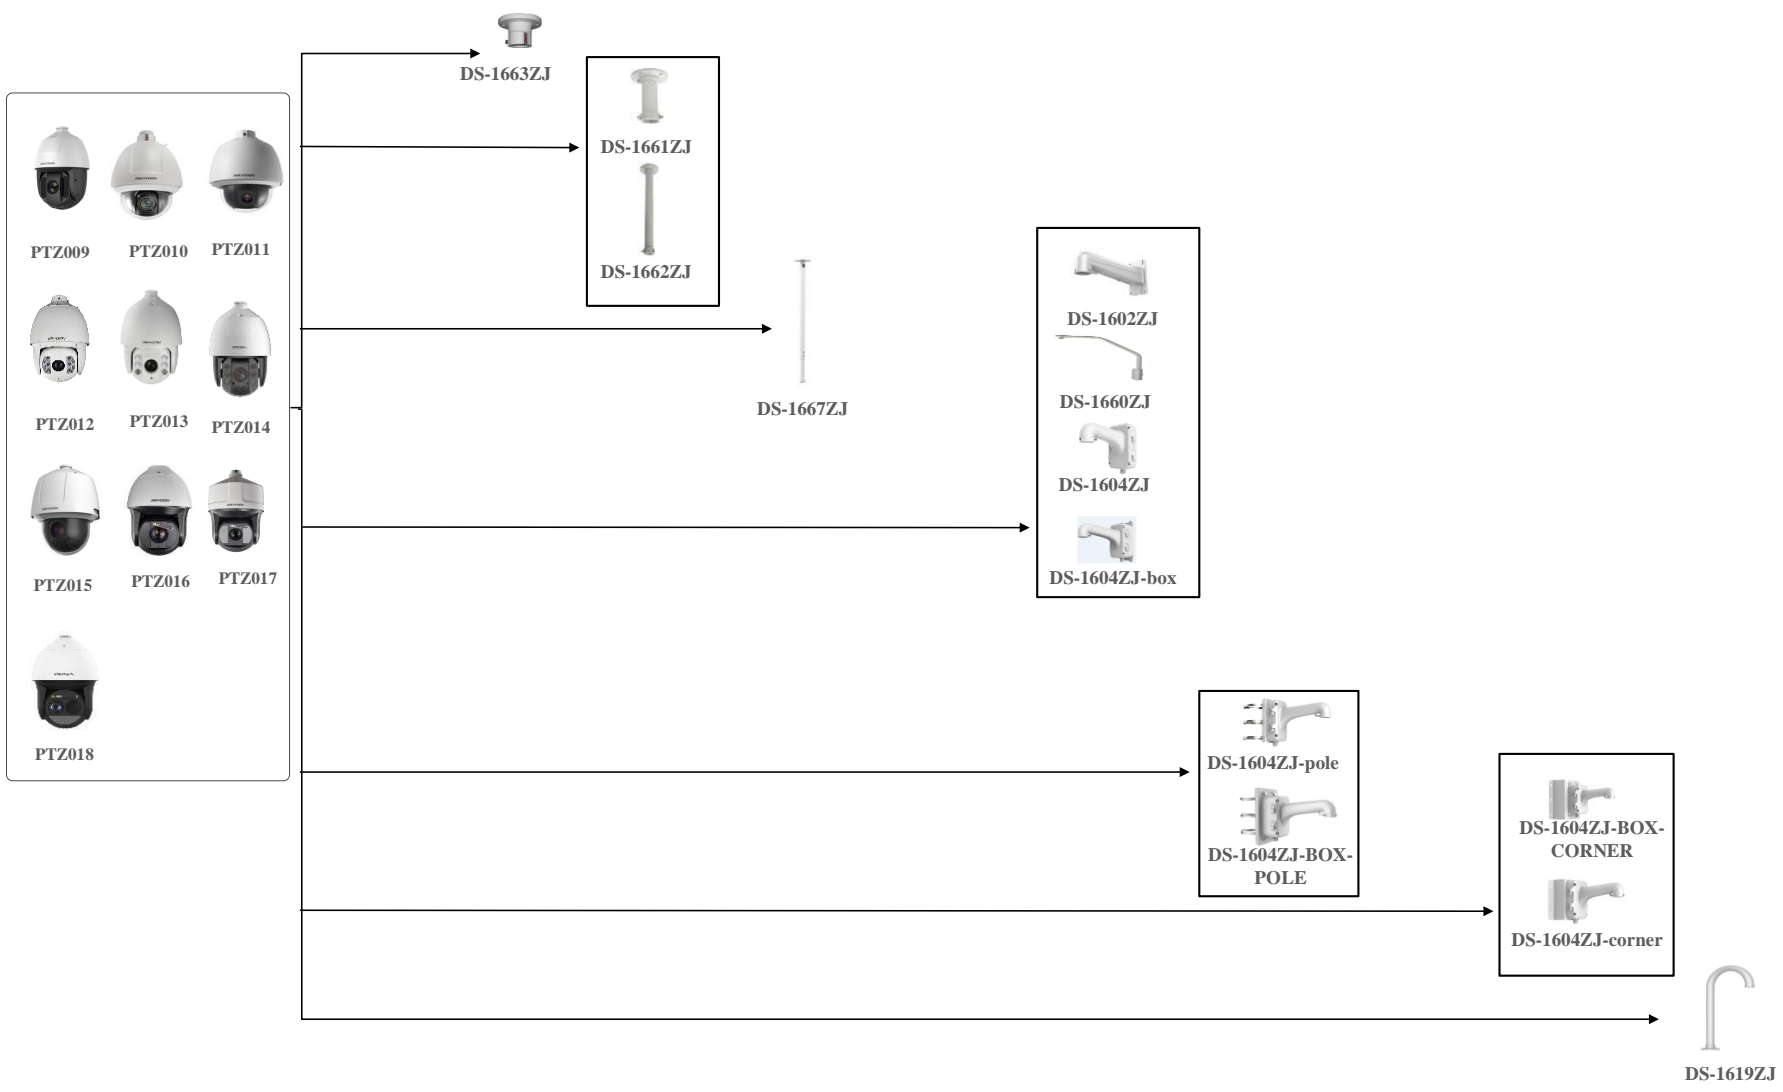 DS-1663ZJ
DS-1661ZJ
DS-1662ZJ
PTZ009
PTZ010
PTZ011
PTZ012
PTZ013
PTZ014
PTZ015
PTZ016
PTZ017
PTZ018
DS-1667ZJ
DS-1602ZJ
DS-1660ZJ
DS-1604ZJ
DS-1604ZJ-box
DS-1604ZJ-pole
DS-1604ZJ-BOX-
POLE
DS-1604ZJ-BOX-
CORNER
DS-1604ZJ-corner
DS-1619ZJ